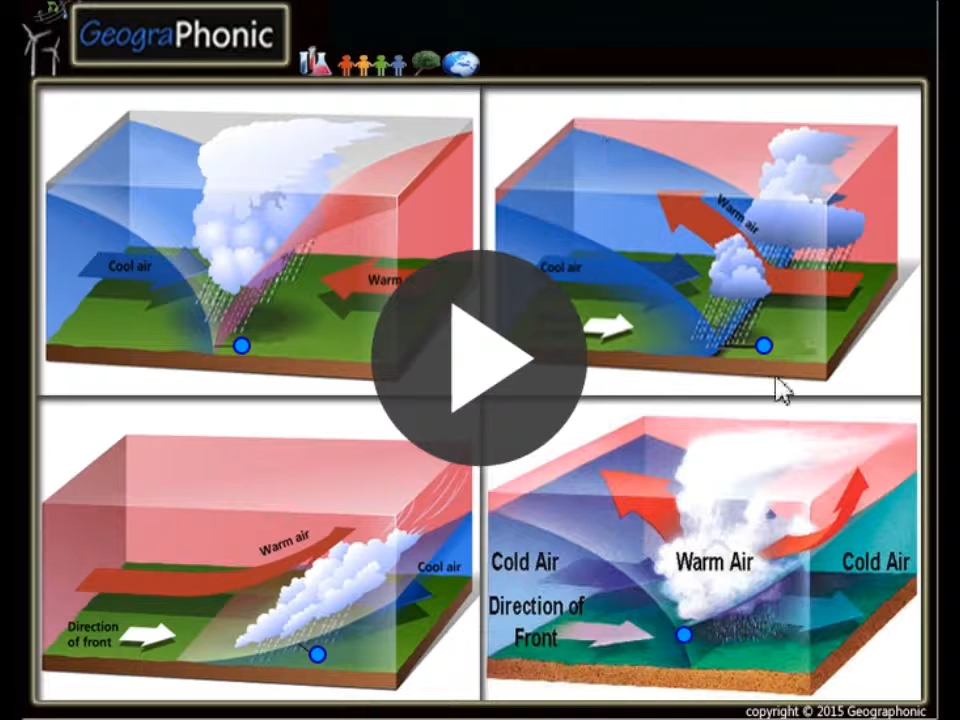 GeograPhonic
Cool air
Warm
Warm air
Cool air
Warm air
Cool air
Direction
of front
Cold Air
Warm Air
Cold Air
Direction of
Front
copyright © 2015 Geographonic